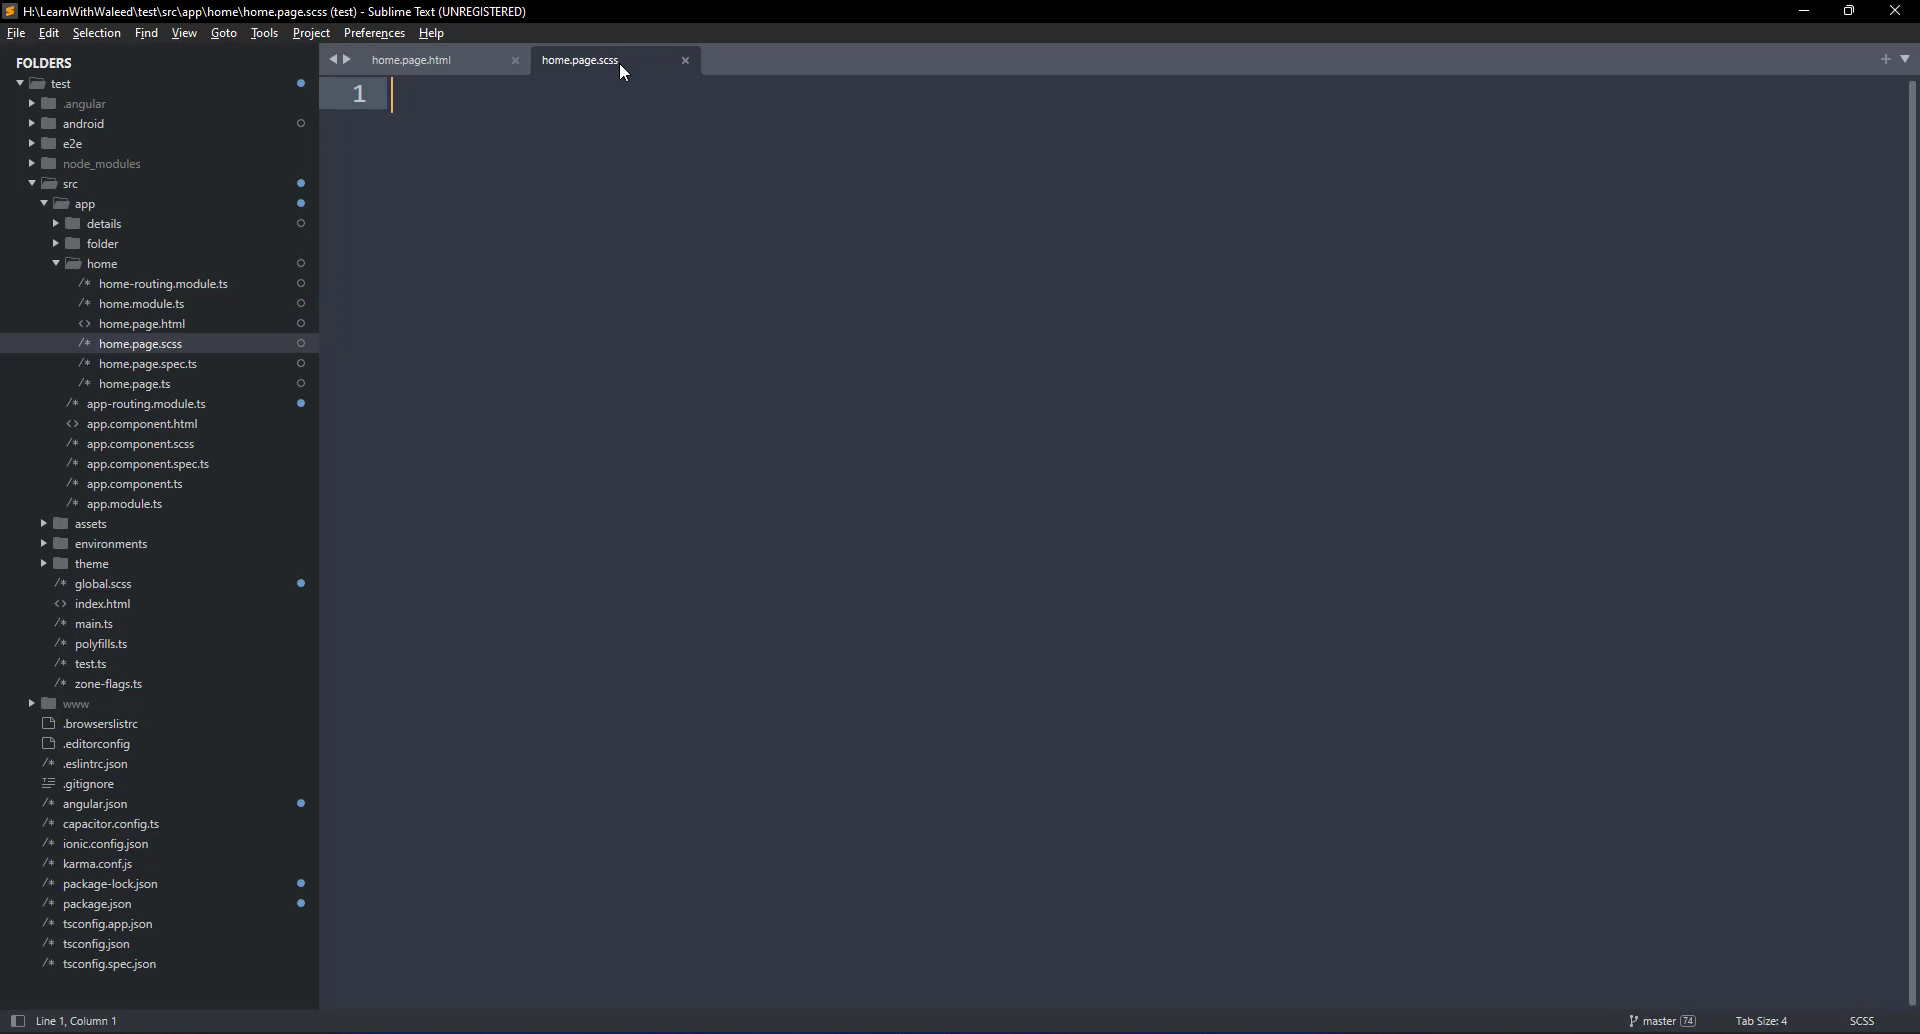 H:\LearnWithWaleed\test\src\app\home\home.page.scss (test) - Sublime Text (UNREGISTERED)
File Edit Selection Find View Goto Tools Project Preferences Help
FOLDERS
home.page.html
home.page.scss
1
test
.angular
android
e2e
node_modules
src
app
details
folder
home
/* home-routing.module.ts
/* home.module.ts
<> home.page.html
/* home.page.scss
/* home.page.spec.ts
/* home.page.ts
/* app-routing.module.ts
<> app.component.html
/* app.component.scss
/* app.component.spec.ts
/* app.component.ts
/* app.module.ts
assets
environments
theme
/* global.scss
<> index.html
/* main.ts
/* polyfills.ts
/* test.ts
/* zone-flags.ts
www
.browserslistrc
.editorconfig
/* .eslintrc.json
.gitignore
/* angular.json
/* capacitor.config.ts
/* ionic.config.json
/* karma.conf.js
/* package-lock.json
/* package.json
/* tsconfig.app.json
/* tsconfig.json
/* tsconfig.spec.json
Line 1, Column 1
master 74
Tab Size: 4
SCSS